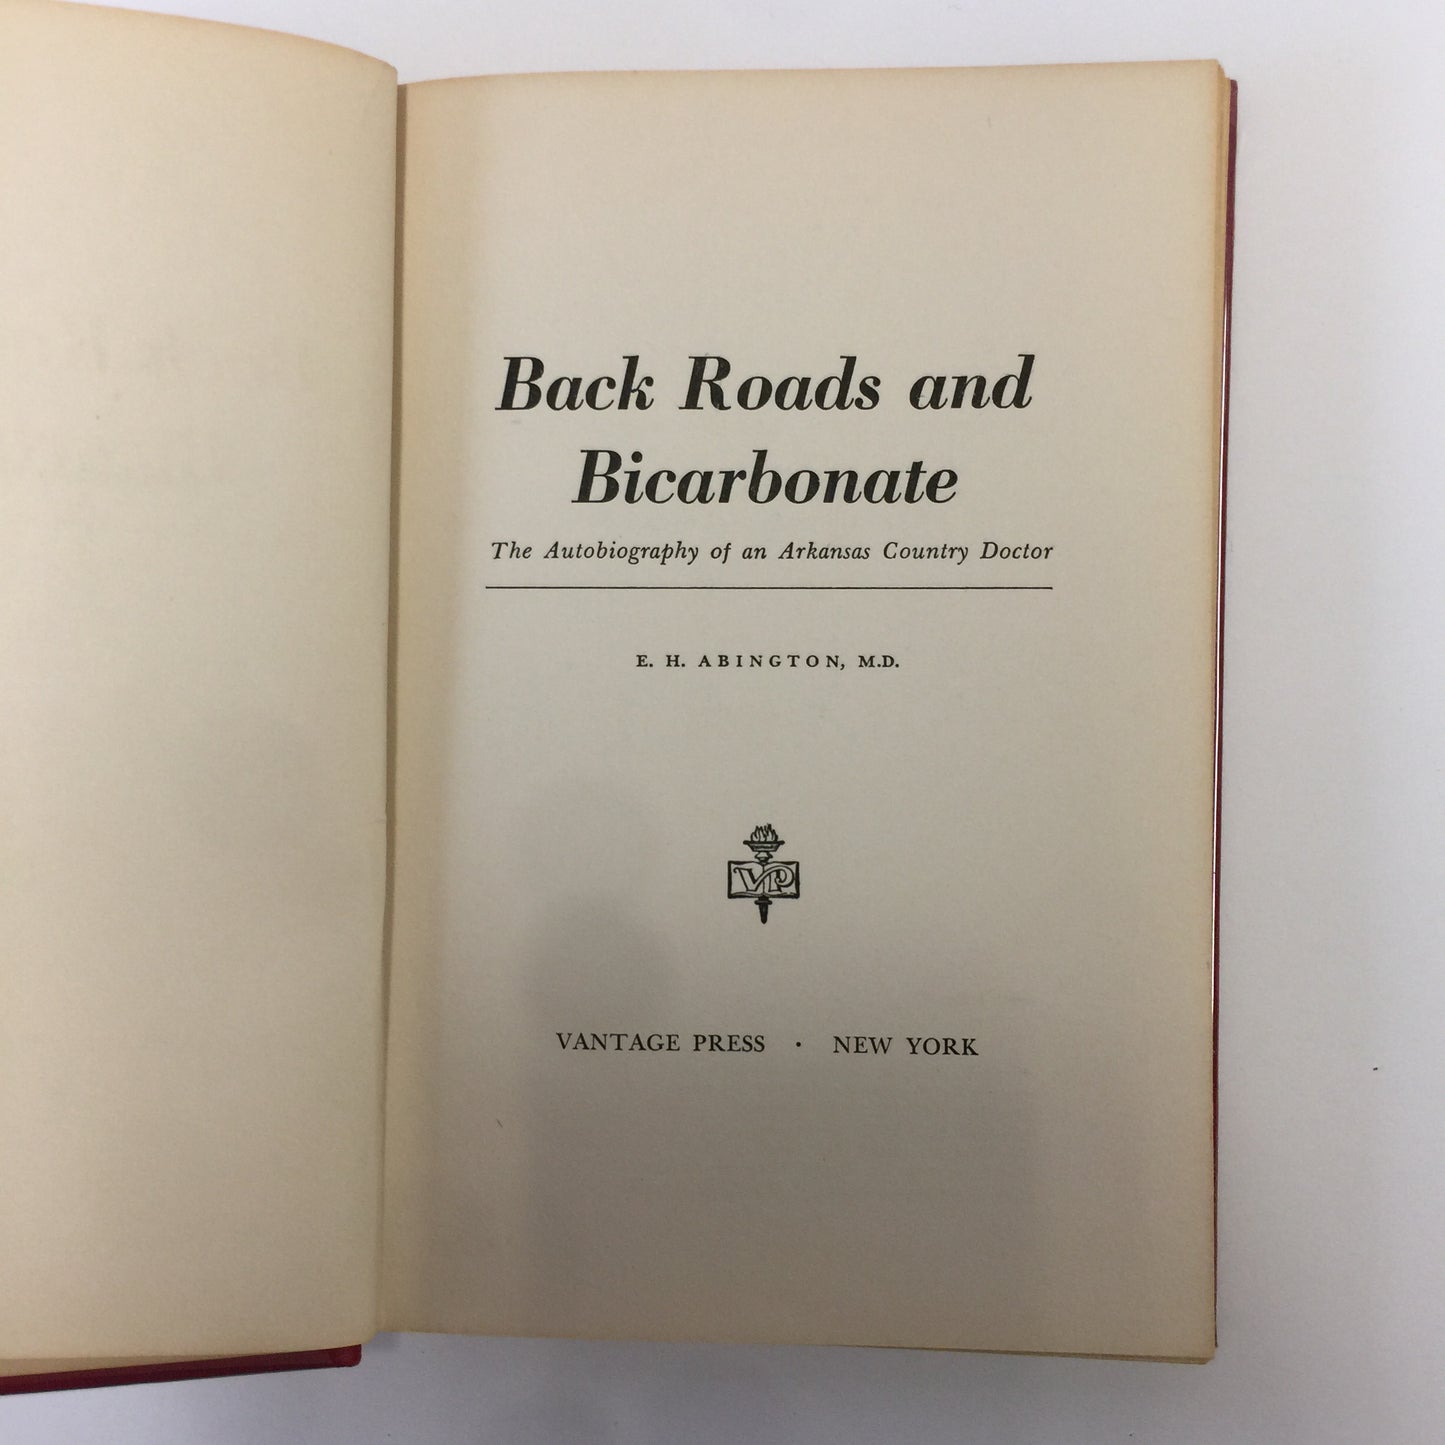 Back Roads and
Bicarbonate
The Autobiography of an Arkansas Country Doctor
E. H. ABINGTON, M.D.
VP
VANTAGE PRESS · NEW YORK